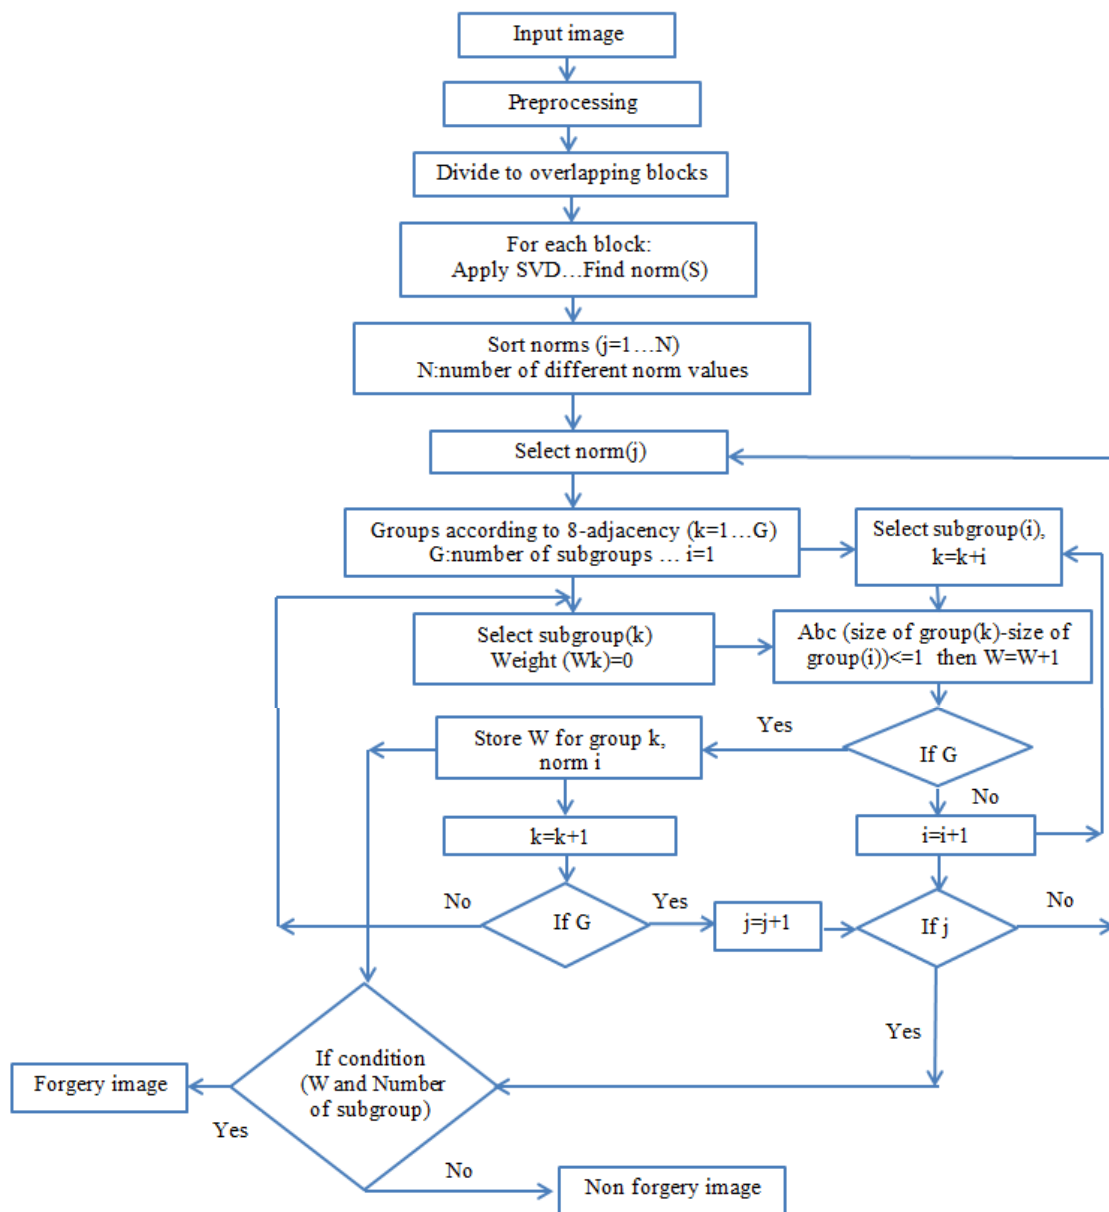 Input image
Preprocessing
Divide to overlapping blocks
For each block:
Apply SVD…Find norm(S)
Sort norms (j=1…N)
N:number of different norm values
Select norm(j)
Groups according to 8-adjacency (k=1…G)
G:number of subgroups … i=1
Select subgroup(i),
k=k+i
Select subgroup(k)
Weight (Wk)=0
Abc (size of group(k)-size of
group(i))<=1 then W=W+1
Store W for group k,
norm i
Yes
If G
No
k=k+1
i=i+1
No
If G
Yes
j=j+1
If j
No
Yes
If condition
(W and Number
of subgroup)
Forgery image
Yes
No
Non forgery image